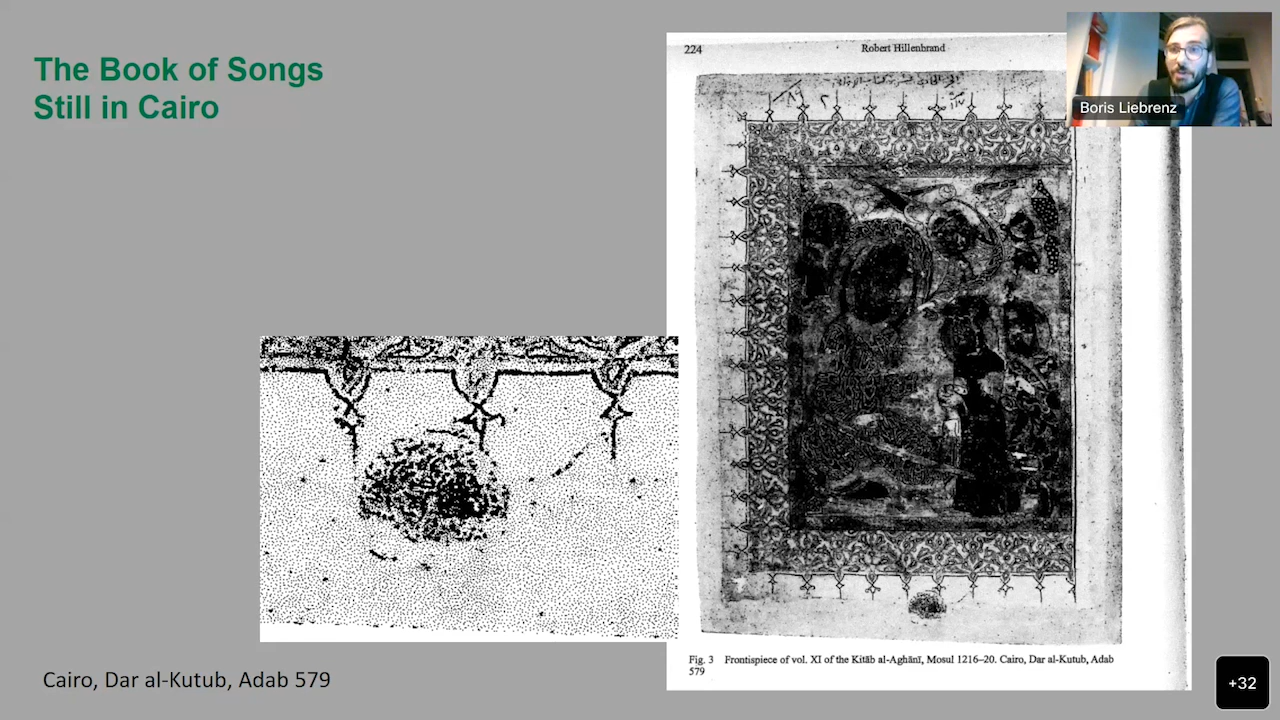 The Book of Songs
Still in Cairo
224
Robert Hillenbrand
Boris Liebrenz
Fig. 3 Frontispiece of vol. XI of the Kitāb al-Aghānī, Mosul 1216–20. Cairo, Dar al-Kutub, Adab
579
Cairo, Dar al-Kutub, Adab 579
+32